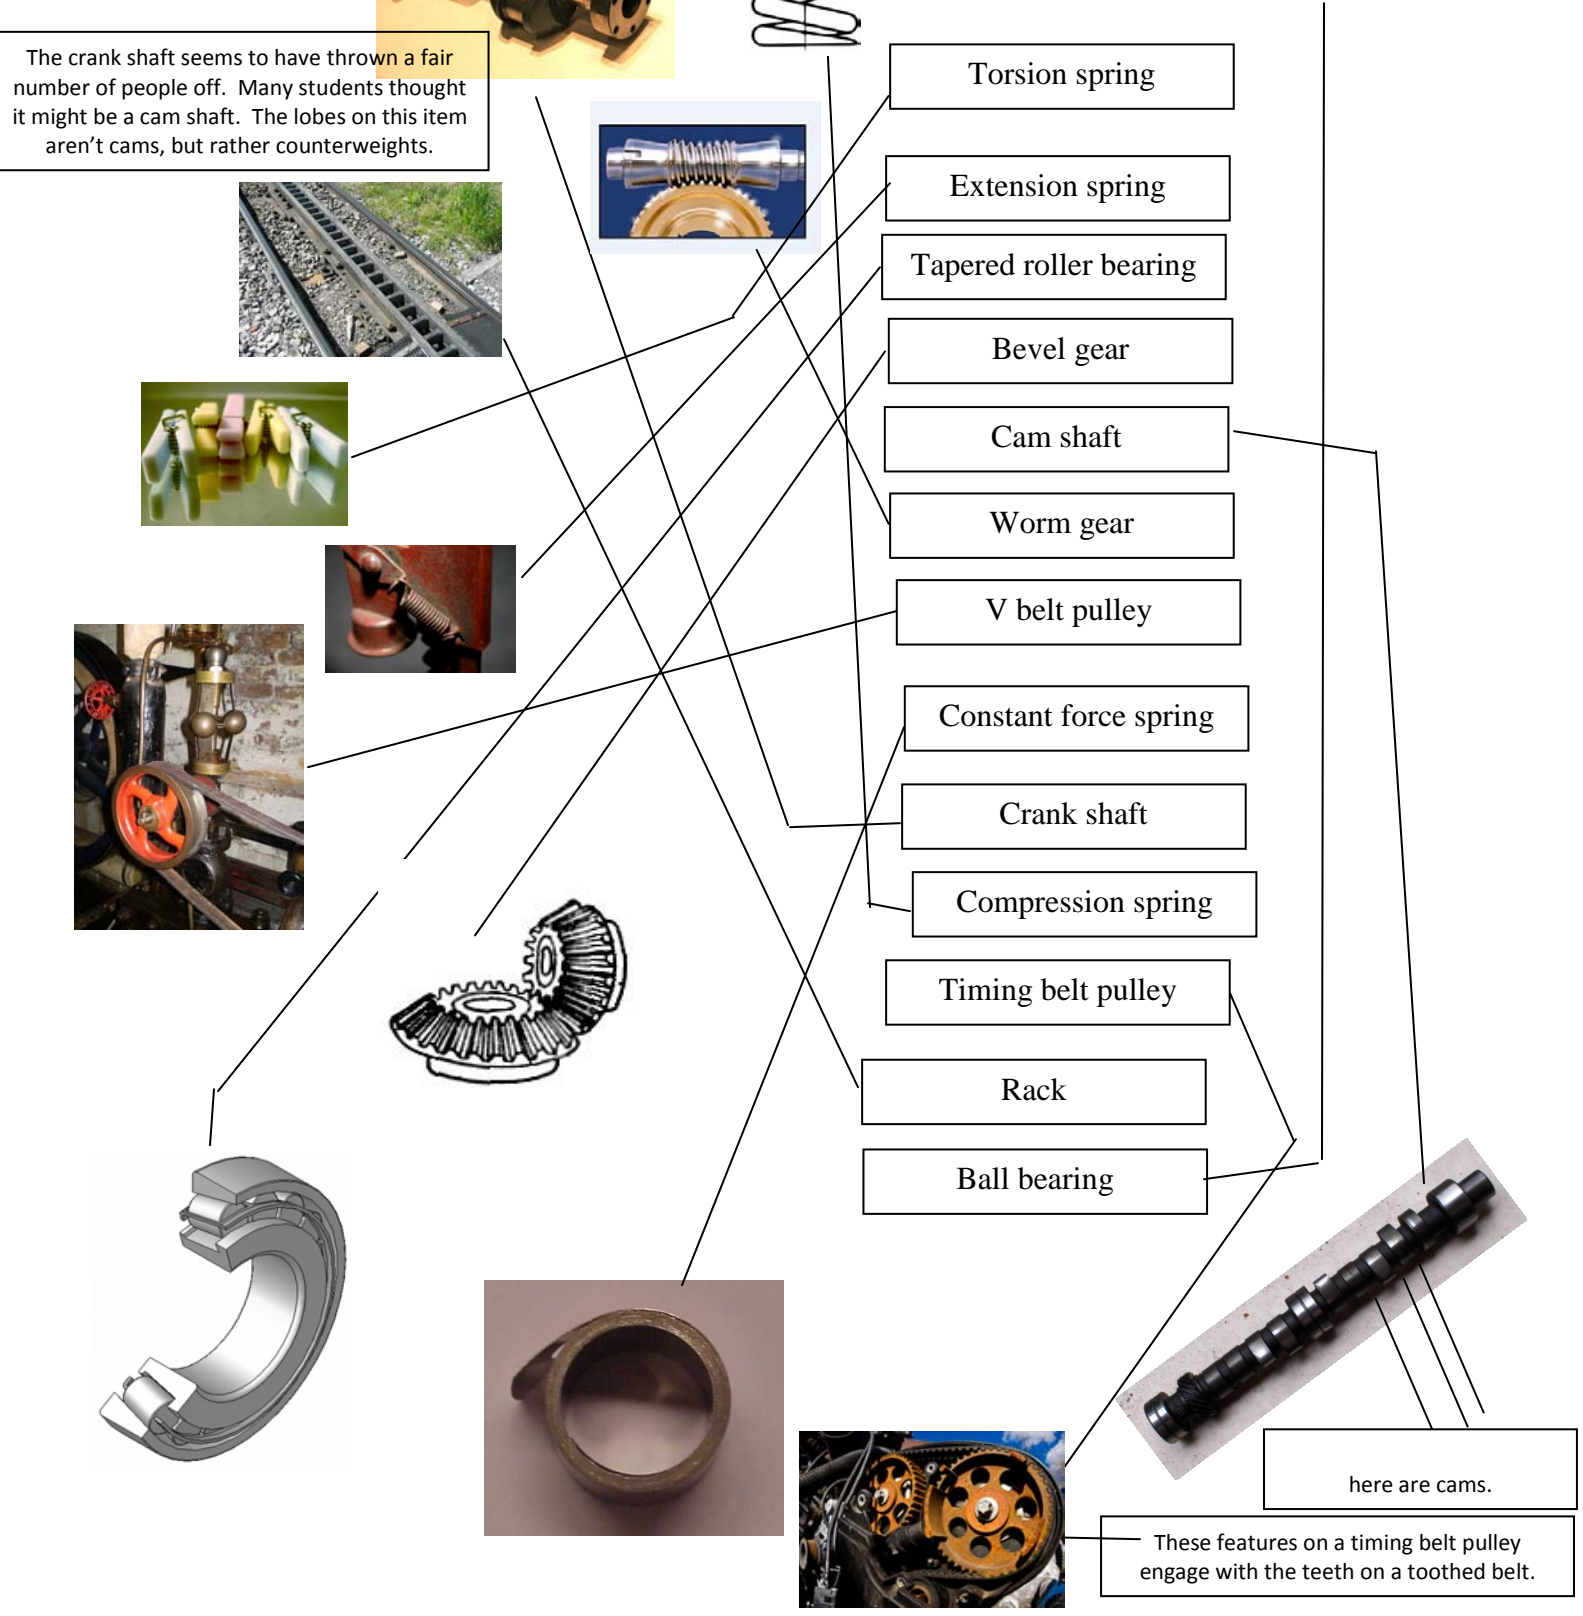 The crank shaft seems to have thrown a fair
number of people off.  Many students thought
it might be a cam shaft.  The lobes on this item
aren’t cams, but rather counterweights.
Torsion spring
Extension spring
Tapered roller bearing
Bevel gear
Cam shaft
Worm gear
V belt pulley
Constant force spring
Crank shaft
Compression spring
Timing belt pulley
Rack
Ball bearing
here are cams.
These features on a timing belt pulley
engage with the teeth on a toothed belt.